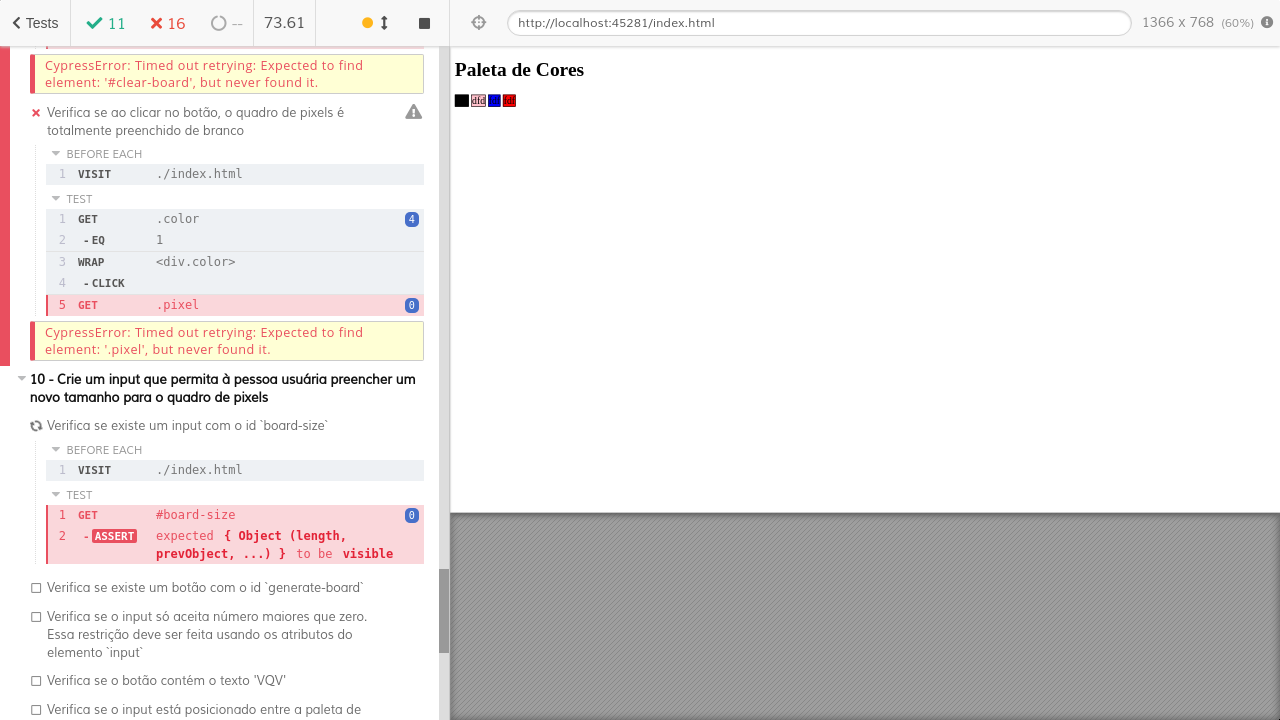 Tests
11
16
--
73.61
http://localhost:45281/index.html
1366 x 768 (60%)
CypressError: Timed out retrying: Expected to find
element: '#clear-board', but never found it.
Verifica se ao clicar no botão, o quadro de pixels é
totalmente preenchido de branco
BEFORE EACH
1 VISIT ./index.html
TEST
1 GET .color 4
2 - EQ 1
3 WRAP <div.color>
4 - CLICK
5 GET .pixel 0
CypressError: Timed out retrying: Expected to find
element: '.pixel', but never found it.
10 - Crie um input que permita à pessoa usuária preencher um
novo tamanho para o quadro de pixels
Verifica se existe um input com o id `board-size`
BEFORE EACH
1 VISIT ./index.html
TEST
1 GET #board-size 0
2 - ASSERT expected { Object (length,
prevObject, ...) } to be visible
Verifica se existe um botão com o id `generate-board`
Verifica se o input só aceita número maiores que zero.
Essa restrição deve ser feita usando os atributos do
elemento `input`
Verifica se o botão contém o texto 'VQV'
Verifica se o input está posicionado entre a paleta de
Paleta de Cores
dfd